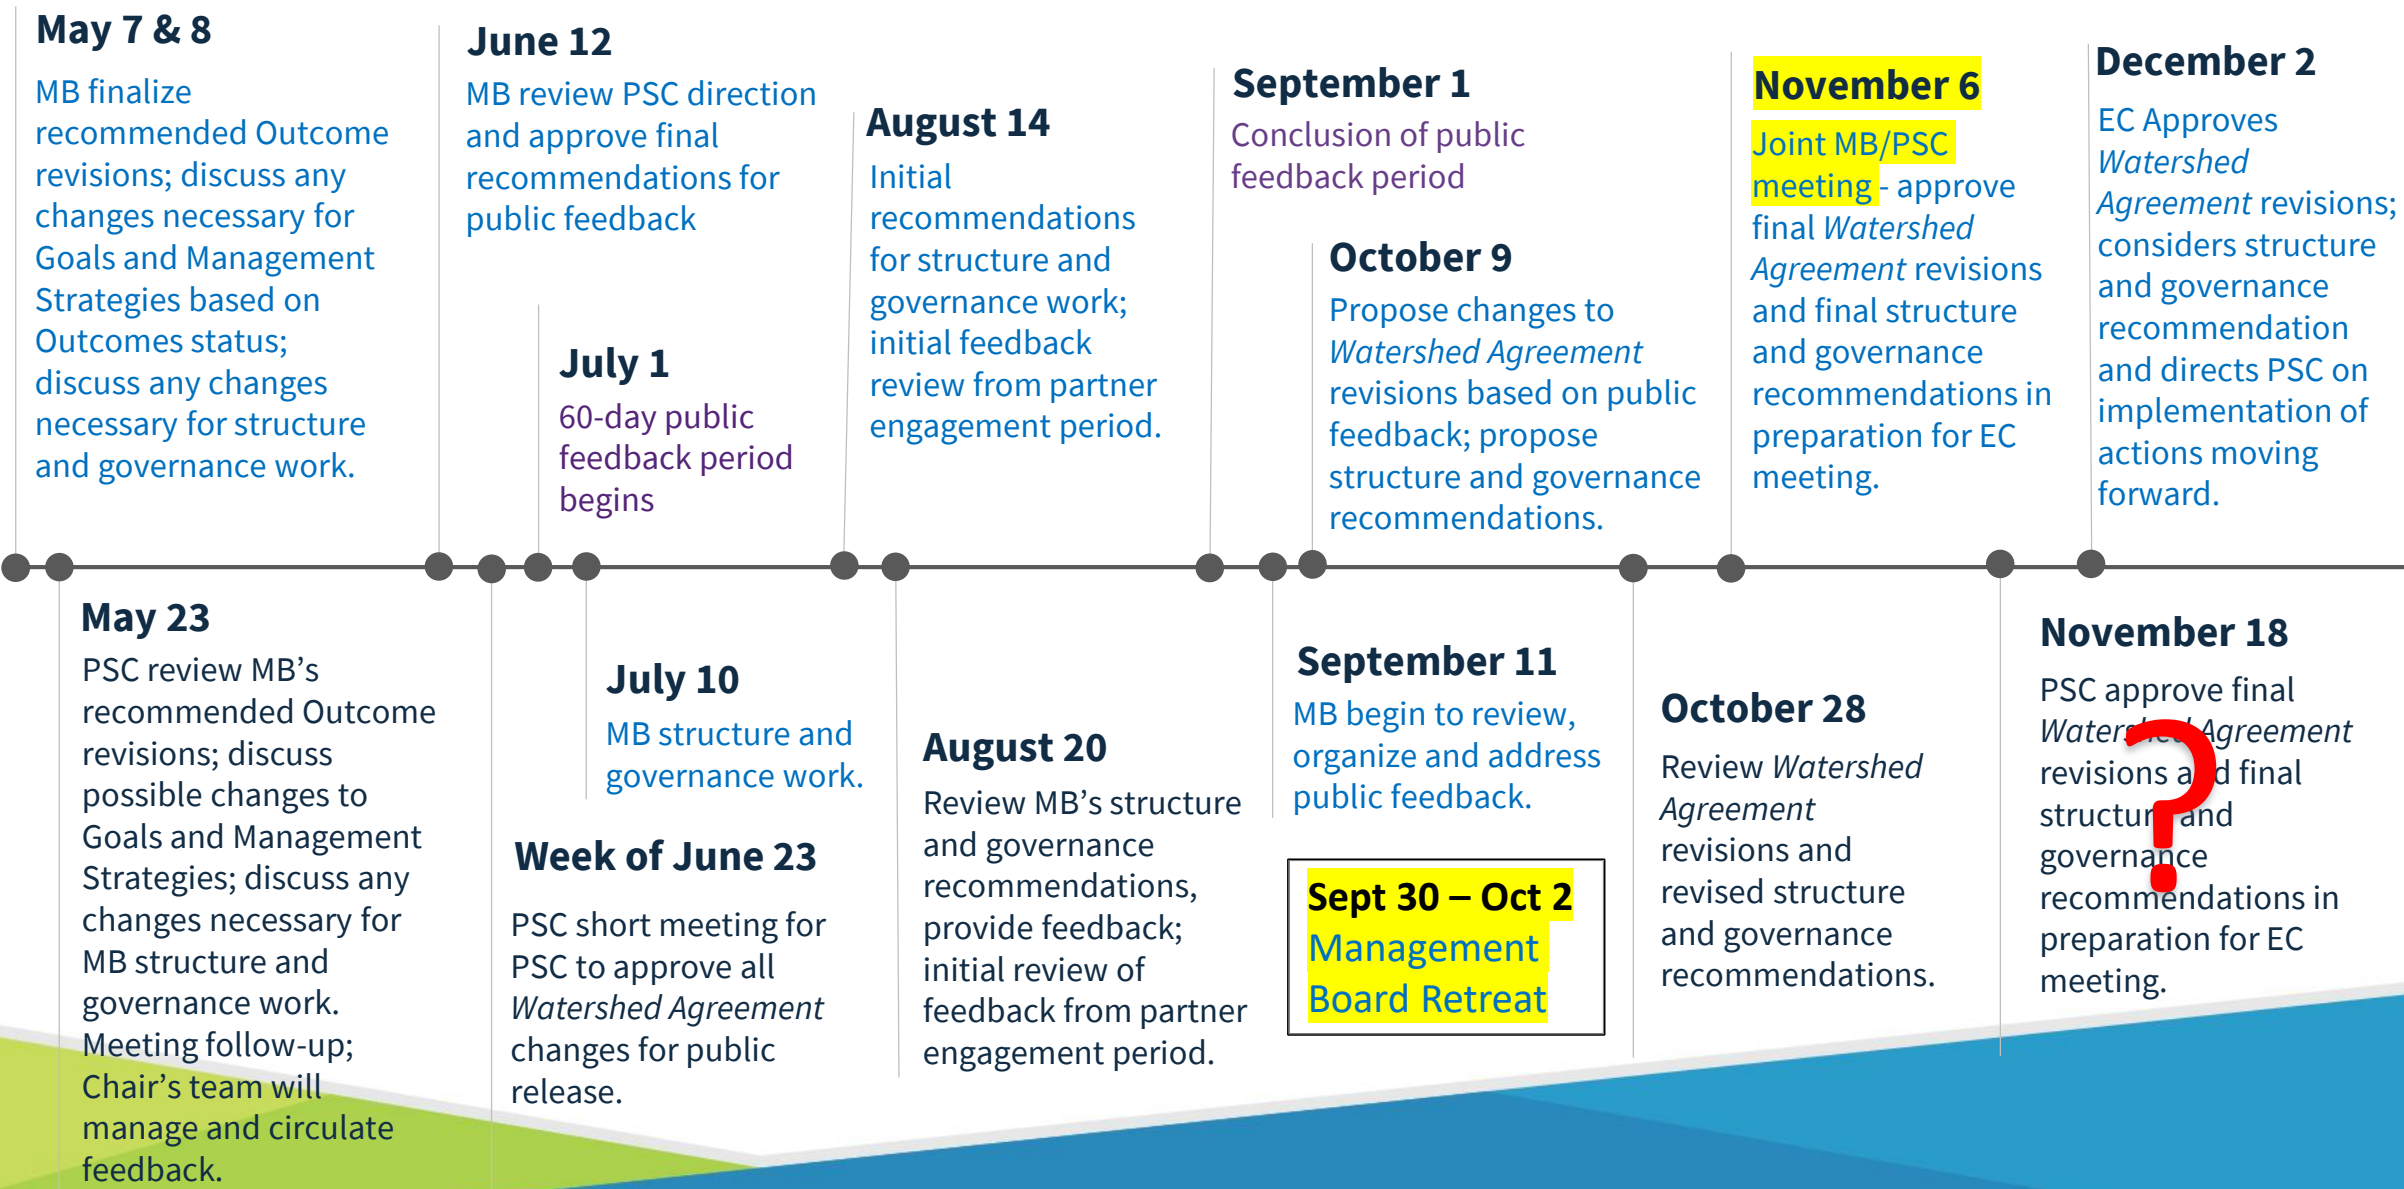 May 7 & 8
MB finalize
recommended Outcome
revisions; discuss any
changes necessary for
Goals and Management
Strategies based on
Outcomes status;
discuss any changes
necessary for structure
and governance work.
June 12
MB review PSC direction
and approve final
recommendations for
public feedback
July 1
60-day public
feedback period
begins
August 14
Initial
recommendations
for structure and
governance work;
initial feedback
review from partner
engagement period.
September 1
Conclusion of public
feedback period
October 9
Propose changes to
Watershed Agreement
revisions based on public
feedback; propose
structure and governance
recommendations.
November 6
Joint MB/PSC
meeting - approve
final Watershed
Agreement revisions
and final structure
and governance
recommendations in
preparation for EC
meeting.
December 2
EC Approves
Watershed
Agreement revisions;
considers structure
and governance
recommendation
and directs PSC on
implementation of
actions moving
forward.
May 23
PSC review MB’s
recommended Outcome
revisions; discuss
possible changes to
Goals and Management
Strategies; discuss any
changes necessary for
MB structure and
governance work.
Meeting follow-up;
Chair’s team will
manage and circulate
feedback.
Week of June 23
PSC short meeting for
PSC to approve all
Watershed Agreement
changes for public
release.
July 10
MB structure and
governance work.
August 20
Review MB’s structure
and governance
recommendations,
provide feedback;
initial review of
feedback from partner
engagement period.
September 11
MB begin to review,
organize and address
public feedback.
Sept 30 – Oct 2
Management
Board Retreat
October 28
Review Watershed
Agreement
revisions and
revised structure
and governance
recommendations.
November 18
PSC approve final
Watershed Agreement
revisions and final
structure and
governance
recommendations in
preparation for EC
meeting.
?